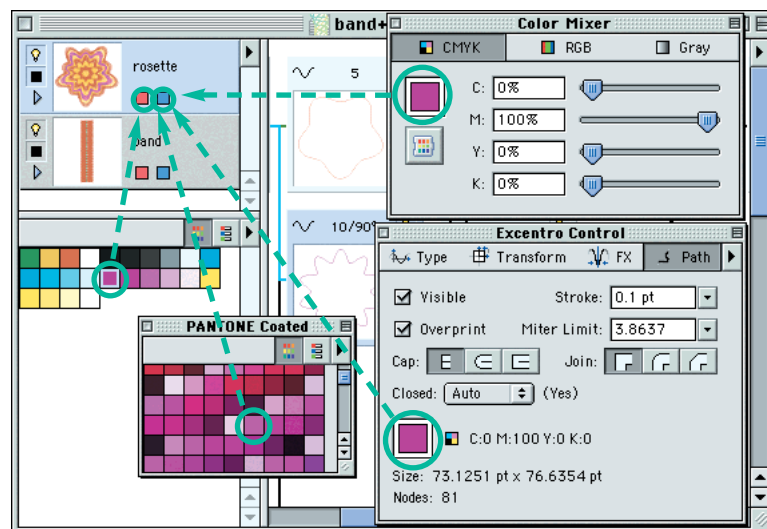 band+
rosette
band
5
10/90°
Color Mixer
CMYK RGB Gray
C: 0%
M: 100%
Y: 0%
K: 0%
PANTONE Coated
Excentro Control
Type Transform FX Path
Visible Stroke: 0.1 pt
Overprint Miter Limit: 3.8637
Cap: Join:
Closed: Auto (Yes)
C:0 M:100 Y:0 K:0
Size: 73.1251 pt x 76.6354 pt
Nodes: 81